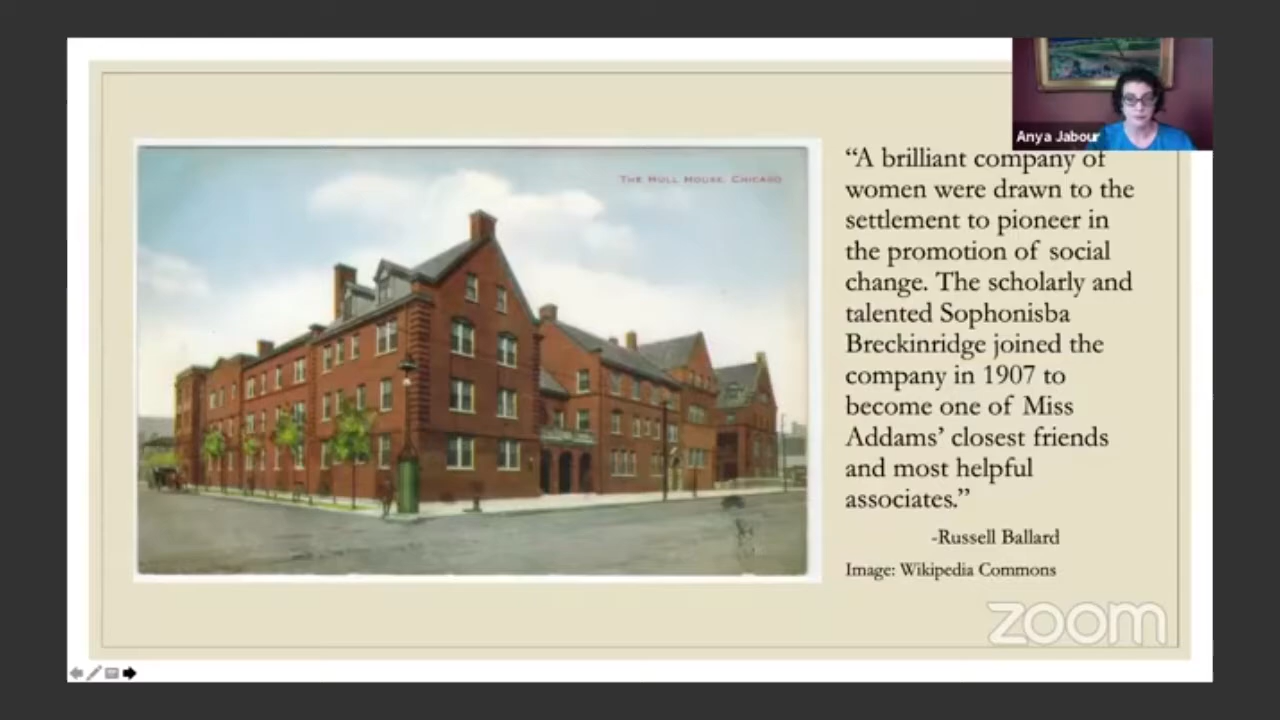 Anya Jabour
THE HULL HOUSE, CHICAGO
“A brilliant company of
women were drawn to the
settlement to pioneer in
the promotion of social
change. The scholarly and
talented Sophonisba
Breckinridge joined the
company in 1907 to
become one of Miss
Addams’ closest friends
and most helpful
associates.”
-Russell Ballard
Image: Wikipedia Commons
zoom